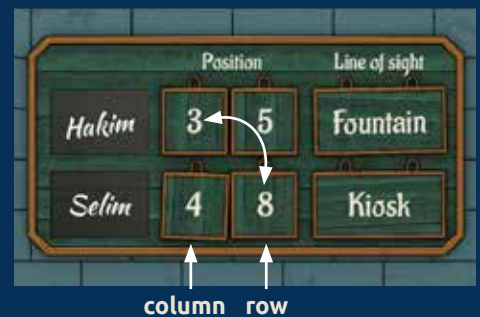 Position Line of sight
Hakim 3 5 Fountain
Selim 4 8 Kiosk
column row